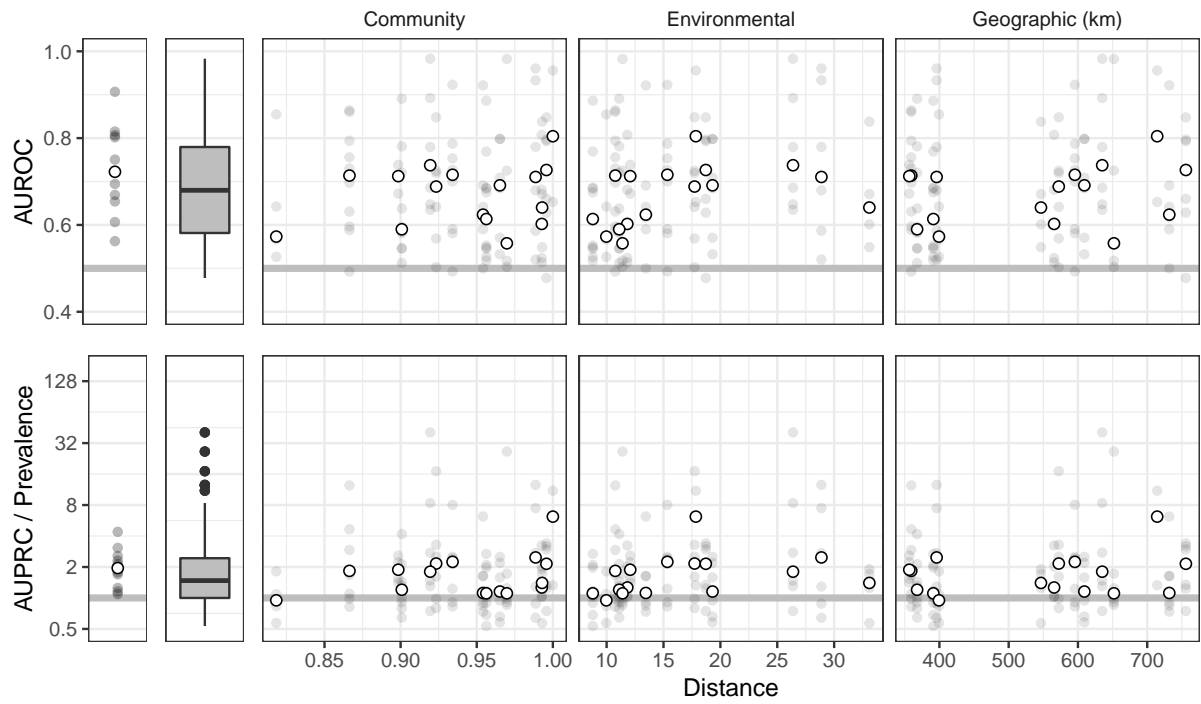 Community Environmental Geographic (km)
1.0
0.8
0.6
0.4
AUROC
128
32
8
2
0.5
AUPRC / Prevalence
0.85 0.90 0.95 1.00 10 15 20 25 30 400 500 600 700
Distance